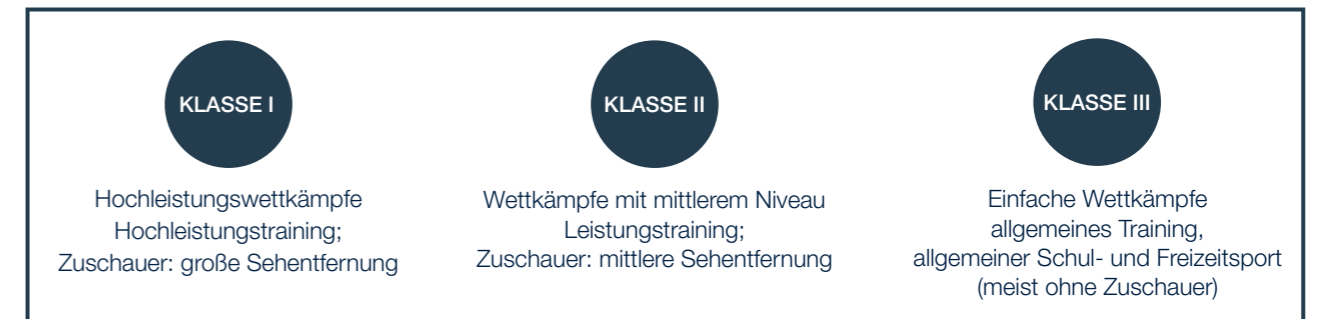 KLASSE I
Hochleistungswettkämpfe
Hochleistungstraining;
Zuschauer: große Sehentfernung
KLASSE II
Wettkämpfe mit mittlerem Niveau
Leistungstraining;
Zuschauer: mittlere Sehentfernung
KLASSE III
Einfache Wettkämpfe
allgemeines Training,
allgemeiner Schul- und Freizeitsport
(meist ohne Zuschauer)